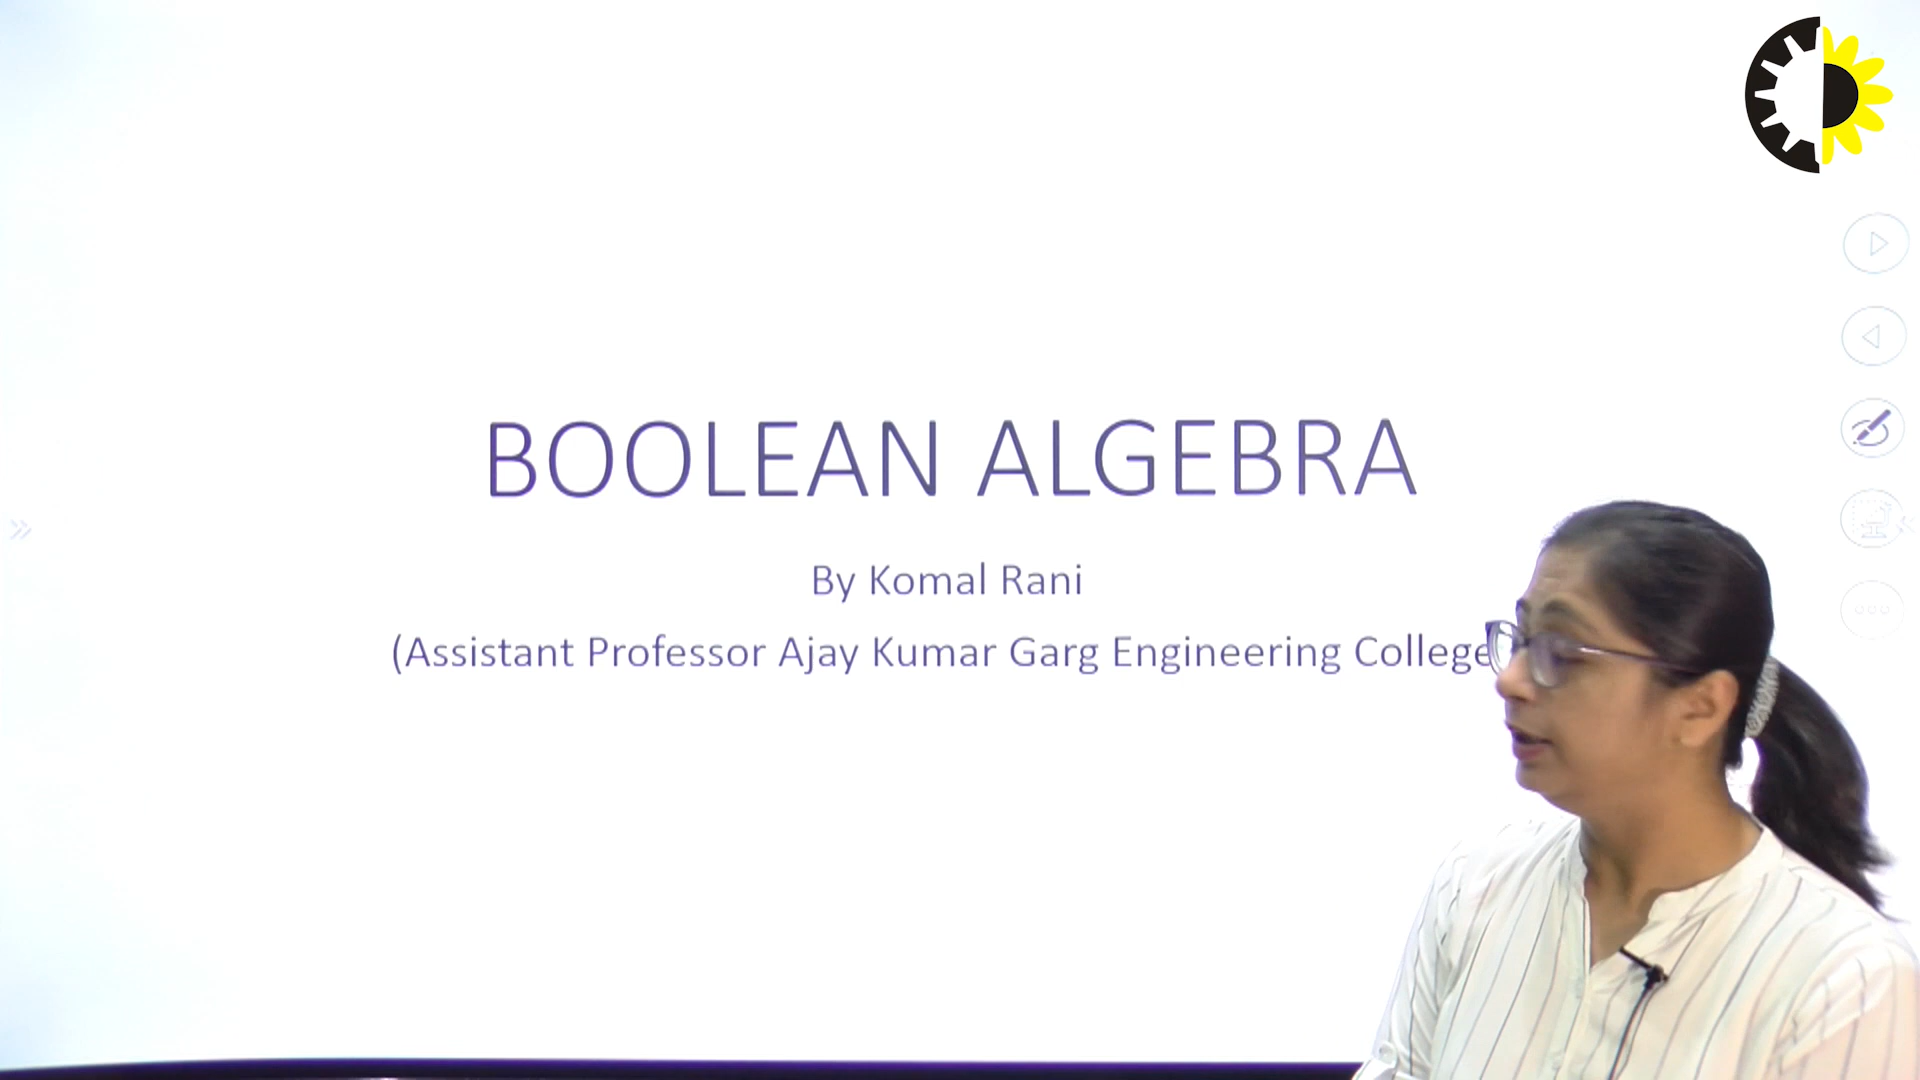 BOOLEAN ALGEBRA
By Komal Rani
(Assistant Professor Ajay Kumar Garg Engineering College